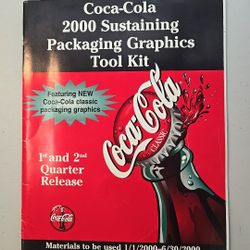 Coca-Cola
2000 Sustaining
Packaging Graphics
Tool Kit
Featuring NEW
Coca-Cola classic
packaging graphics
Coca-Cola
CLASSIC
1st and 2nd
Quarter
Release
Coca-Cola
Materials to be used 1/1/2000-6/30/2000